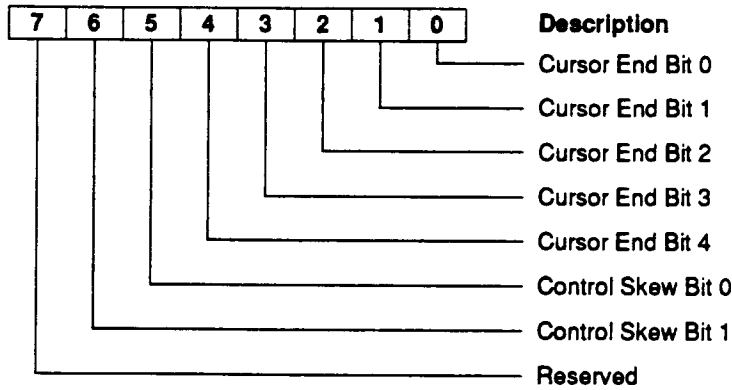 7 6 5 4 3 2 1 0 Description
Cursor End Bit 0
Cursor End Bit 1
Cursor End Bit 2
Cursor End Bit 3
Cursor End Bit 4
Control Skew Bit 0
Control Skew Bit 1
Reserved